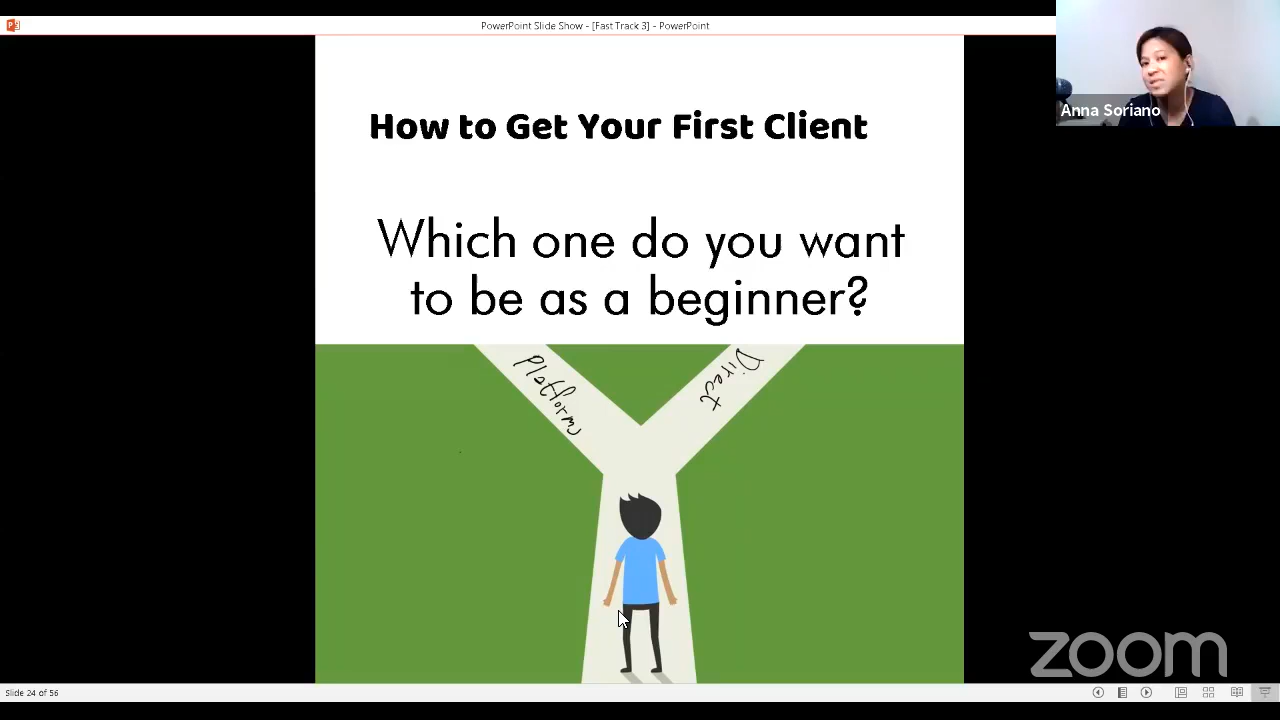 PowerPoint Slide Show - [Fast Track 3] - PowerPoint
Anna Soriano
How to Get Your First Client
Which one do you want
to be as a beginner?
Platforms
Direct
zoom
Slide 24 of 56